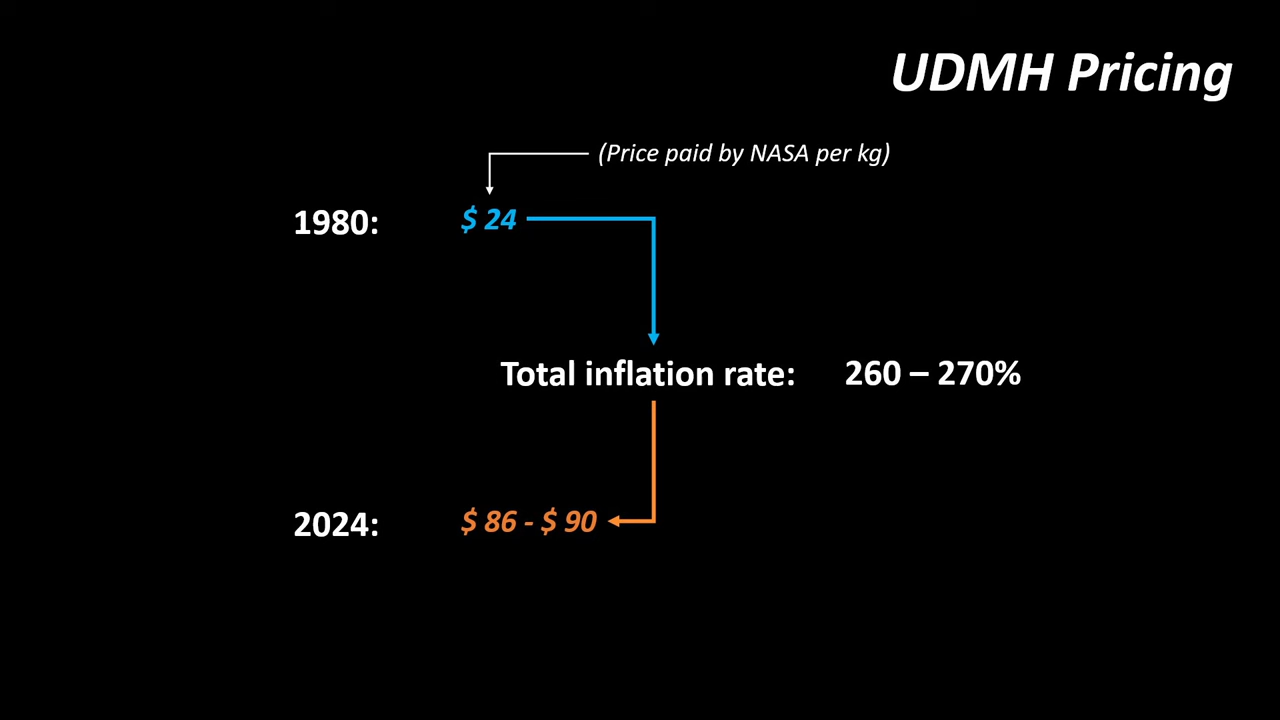 UDMH Pricing
(Price paid by NASA per kg)
1980: $ 24
Total inflation rate: 260 – 270%
2024: $ 86 - $ 90